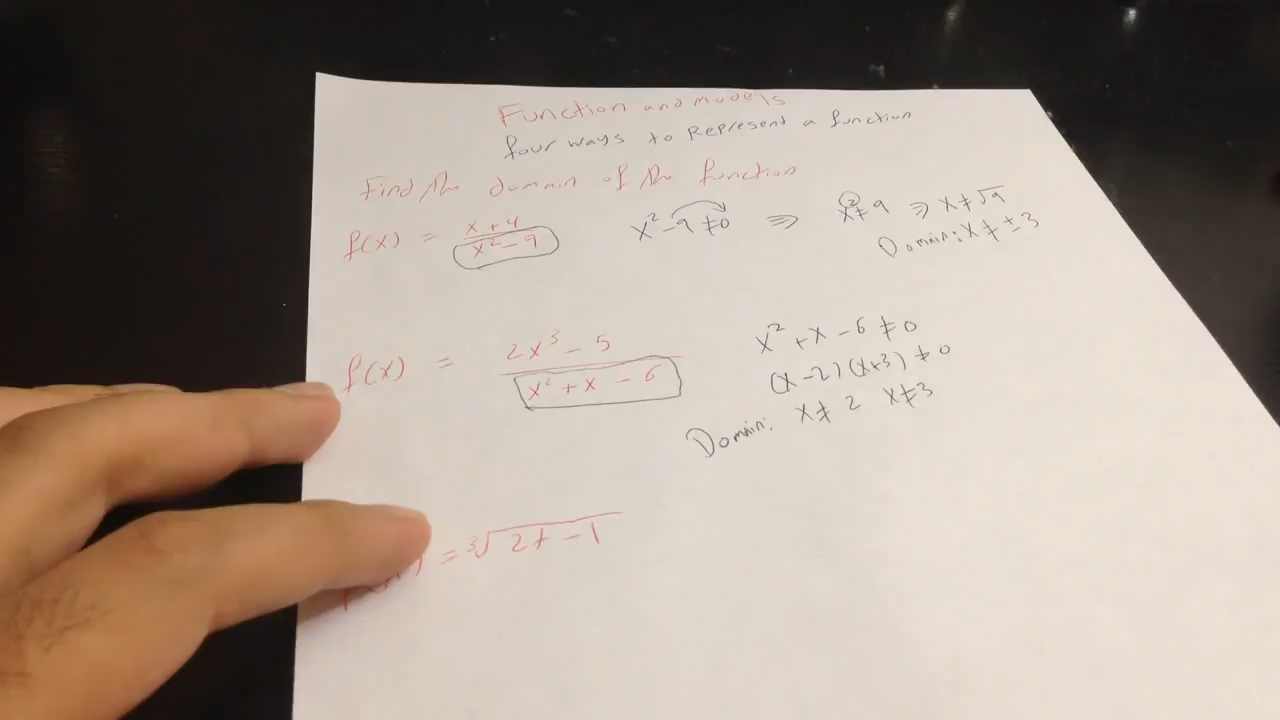 Function and models
four ways to Represent a function
Find the domain of the function
f(x) = x+4 / x² - 9
x² - 9 ≠ 0 ⇒ x² ≠ 9 ⇒ x ≠ √9
Domain: x ≠ ± 3
f(x) = 2x³ - 5 / x² + x - 6
x² + x - 6 ≠ 0
(x - 2) (x+3) ≠ 0
Domain: x ≠ 2 x ≠ 3
= ∛2t - 1